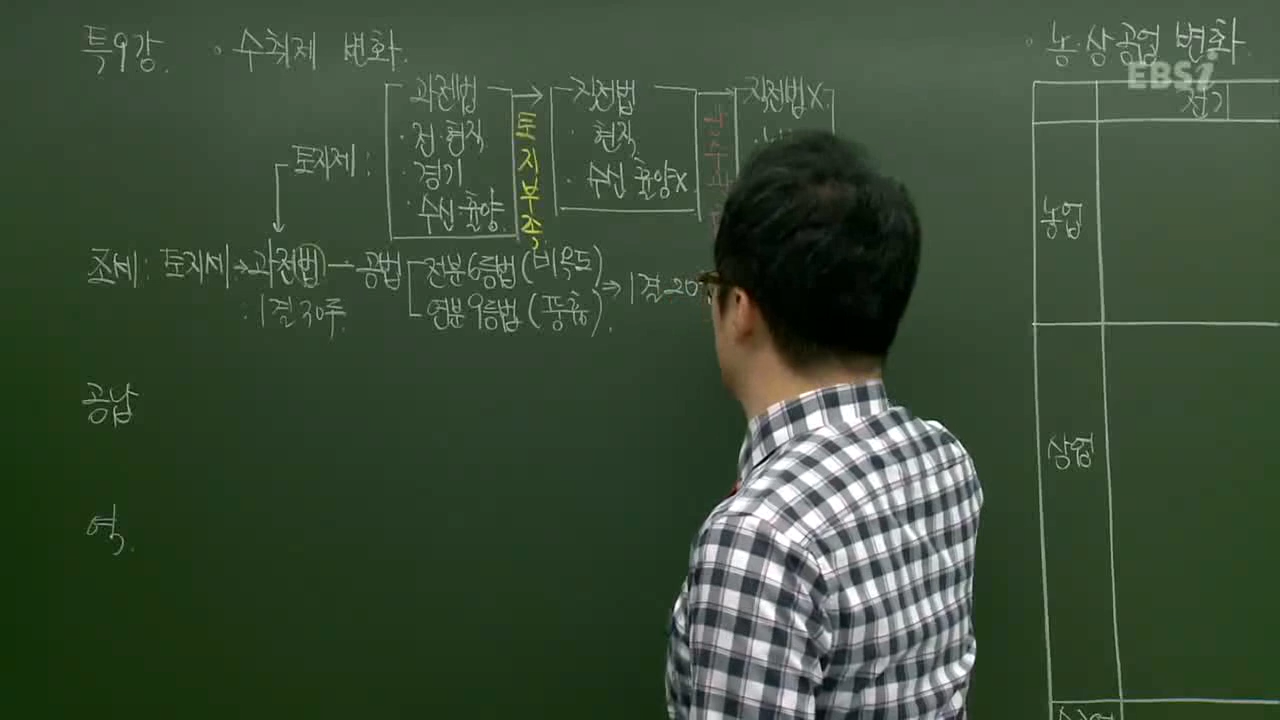 특9강. · 수취제 변화.
토지제 :
과전법
· 전·현직
· 경기
· 수신·휼양
토지부족
직전법
· 현직
· 수신·휼양X
직전법X
조세 : 토지세 → 과전법 — 공법
: 1결 30두
전분6등법 (비옥도)
연분9등법 (풍흉).
⇒ 1결 20
공납
역.
· 농·상공업 변화
EBSi
전기
농업
상업